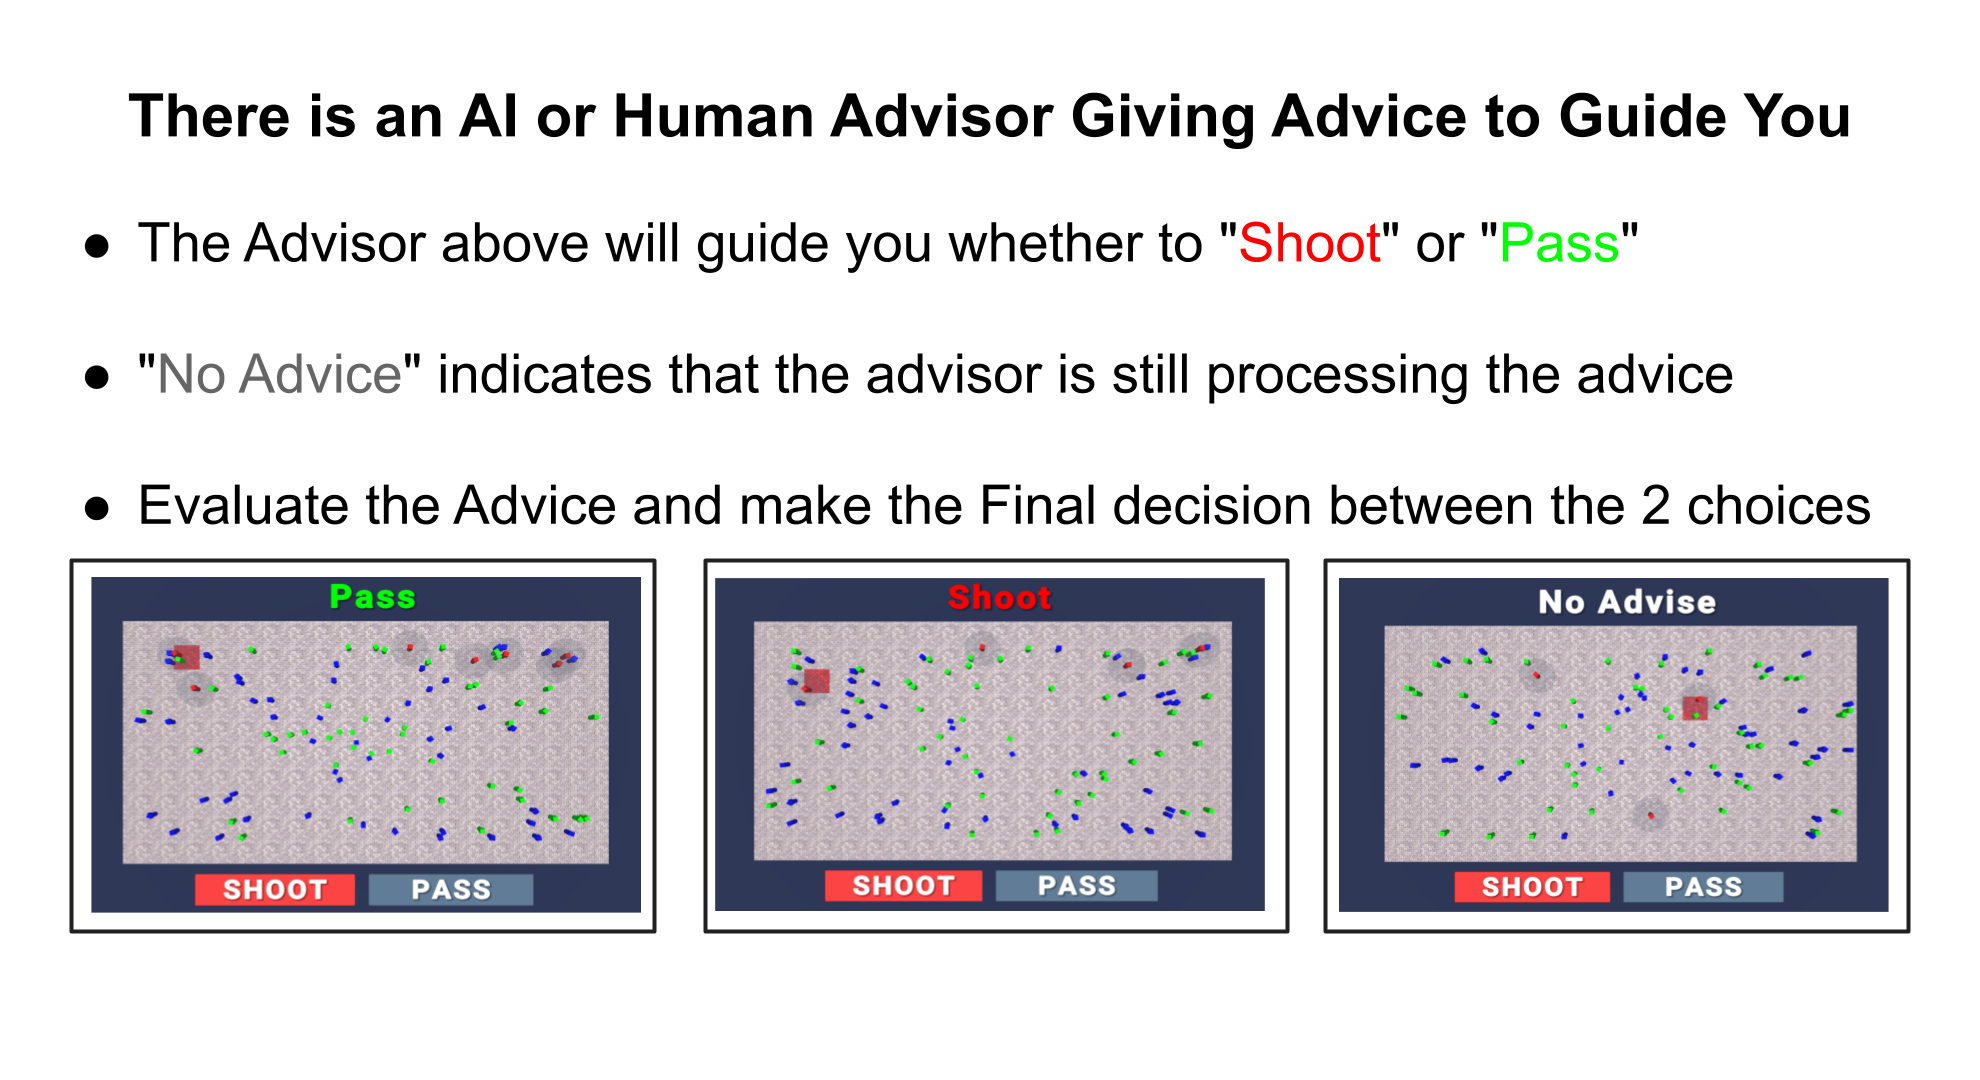 There is an AI or Human Advisor Giving Advice to Guide You
● The Advisor above will guide you whether to "Shoot" or "Pass"
● "No Advice" indicates that the advisor is still processing the advice
● Evaluate the Advice and make the Final decision between the 2 choices
Pass
SHOOT PASS
Shoot
SHOOT PASS
No Advise
SHOOT PASS